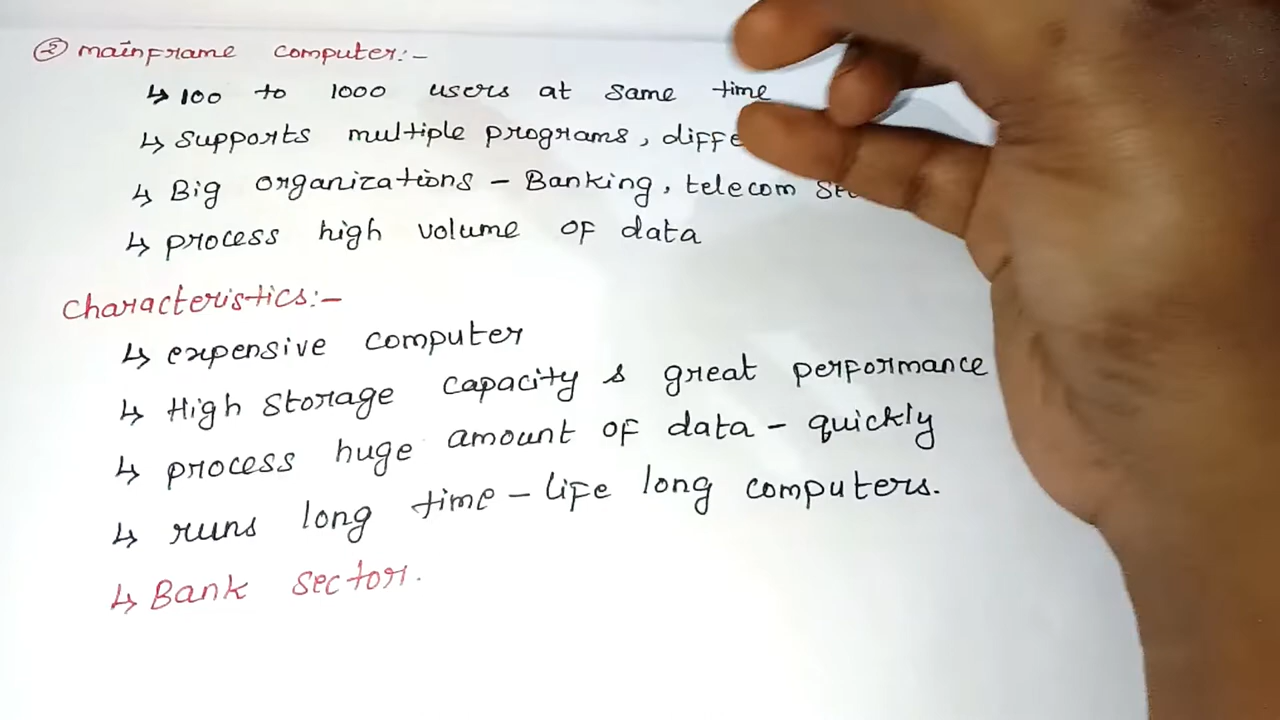 ② mainframe computer:-
↳ 100 to 1000 users at same time
↳ supports multiple programs,
↳ Big organizations - Banking, telecom
↳ process high volume of data
characteristics:-
↳ expensive computer
↳ High storage capacity & great performance
↳ process huge amount of data - quickly
↳ runs long time - life long computers.
↳ Bank sector.